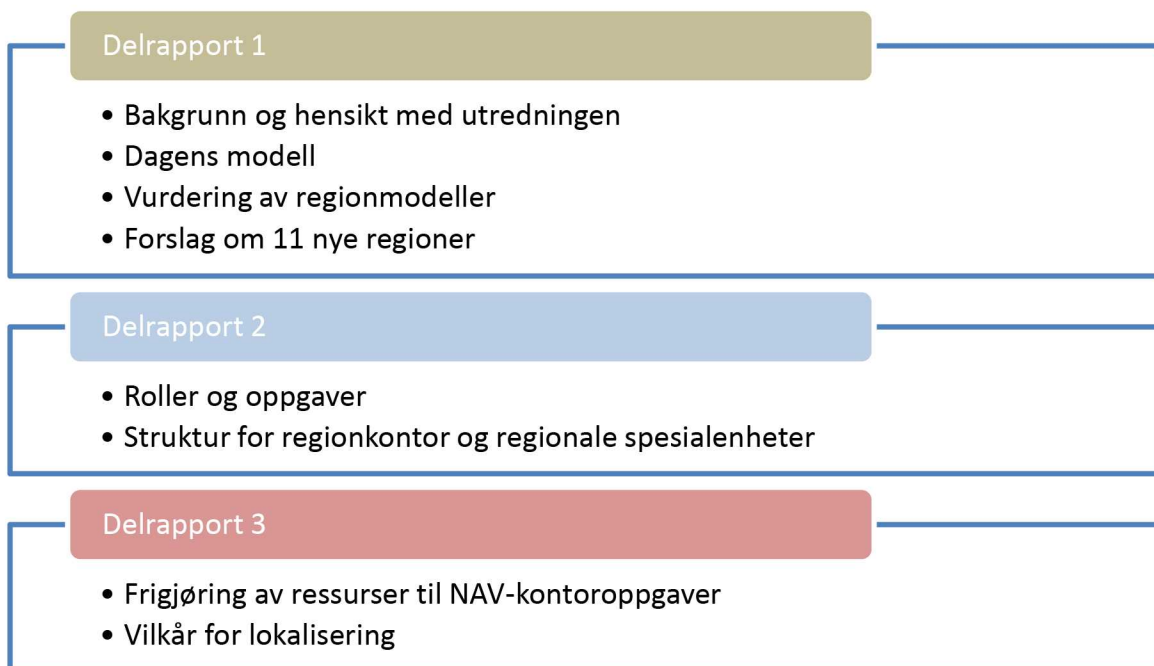 Delrapport 1
• Bakgrunn og hensikt med utredningen
• Dagens modell
• Vurdering av regionmodeller
• Forslag om 11 nye regioner
Delrapport 2
• Roller og oppgaver
• Struktur for regionkontor og regionale spesialenheter
Delrapport 3
• Frigjøring av ressurser til NAV-kontoroppgaver
• Vilkår for lokalisering